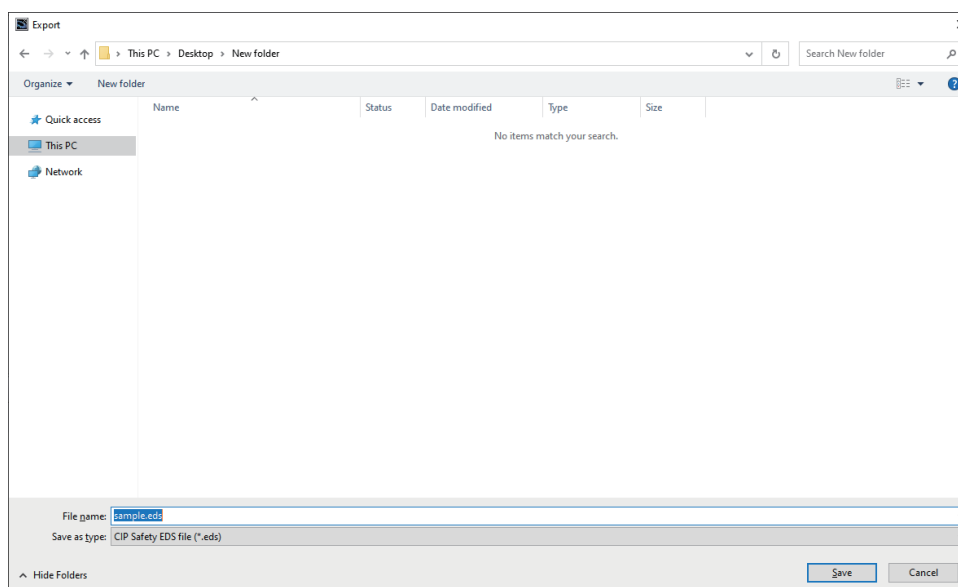 Export
This PC > Desktop > New folder
Search New folder
Organize
New folder
Name
Status
Date modified
Type
Size
Quick access
This PC
Network
No items match your search.
File name: sample.eds
Save as type: CIP Safety EDS file (*.eds)
Hide Folders
Save
Cancel